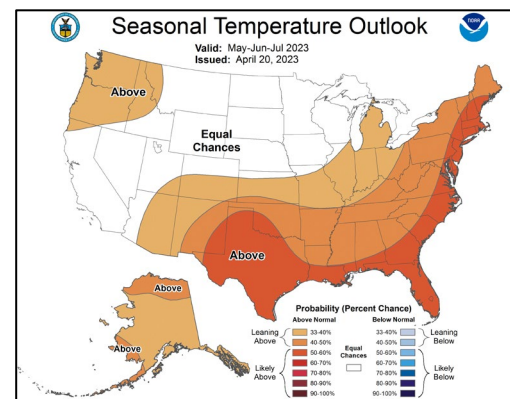 Seasonal Temperature Outlook
Valid: May-Jun-Jul 2023
Issued: April 20, 2023
NOAA
Above
Equal
Chances
Above
Above
Above
Probability (Percent Chance)
Above Normal
Below Normal
Leaning
Above
33-40%
40-50%
Likely
Above
50-60%
60-70%
70-80%
80-90%
90-100%
Equal
Chances
33-40%
40-50%
Leaning
Below
50-60%
60-70%
70-80%
80-90%
90-100%
Likely
Below